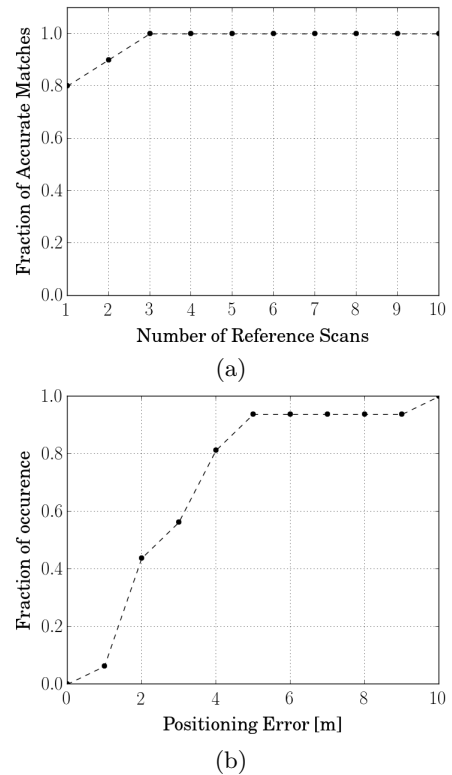 Fraction of Accurate Matches
1.0
0.8
0.6
0.4
0.2
0.0
1 2 3 4 5 6 7 8 9 10
Number of Reference Scans
(a)
Fraction of occurence
1.0
0.8
0.6
0.4
0.2
0.0
0 2 4 6 8 10
Positioning Error [m]
(b)